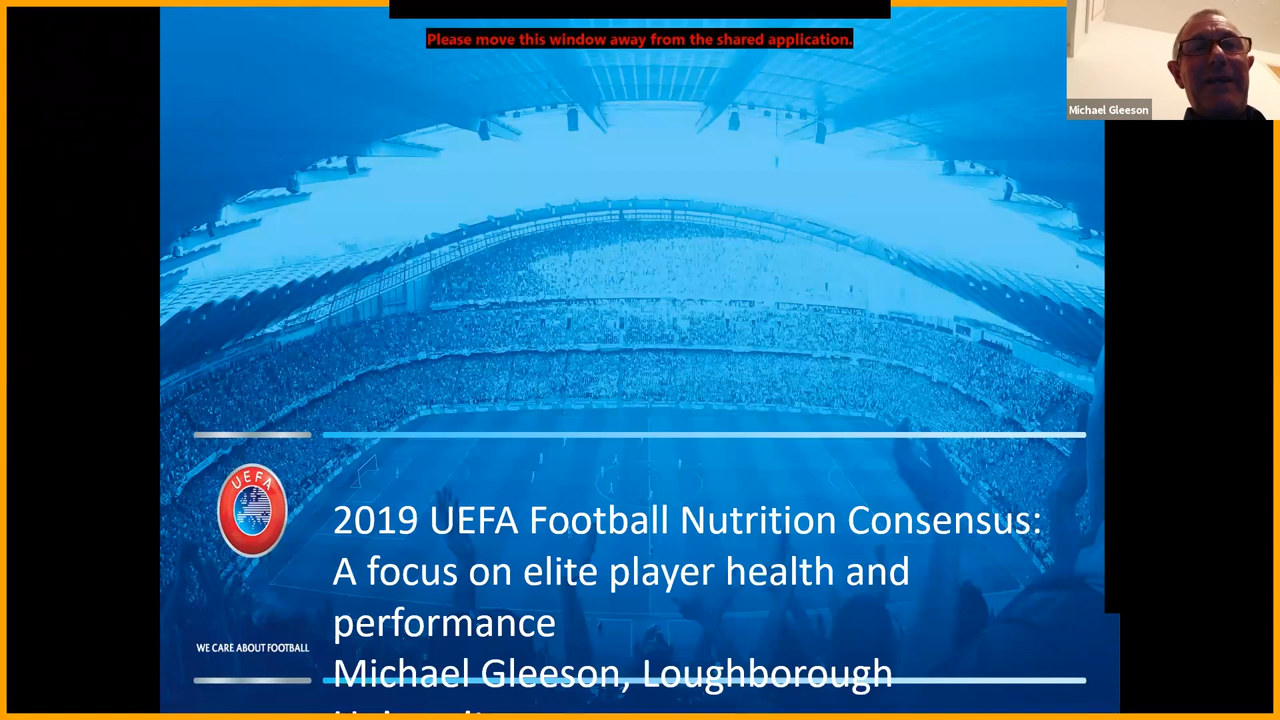 Please move this window away from the shared application.
Michael Gleeson
UEFA
2019 UEFA Football Nutrition Consensus:
A focus on elite player health and
performance
WE CARE ABOUT FOOTBALL
Michael Gleeson, Loughborough